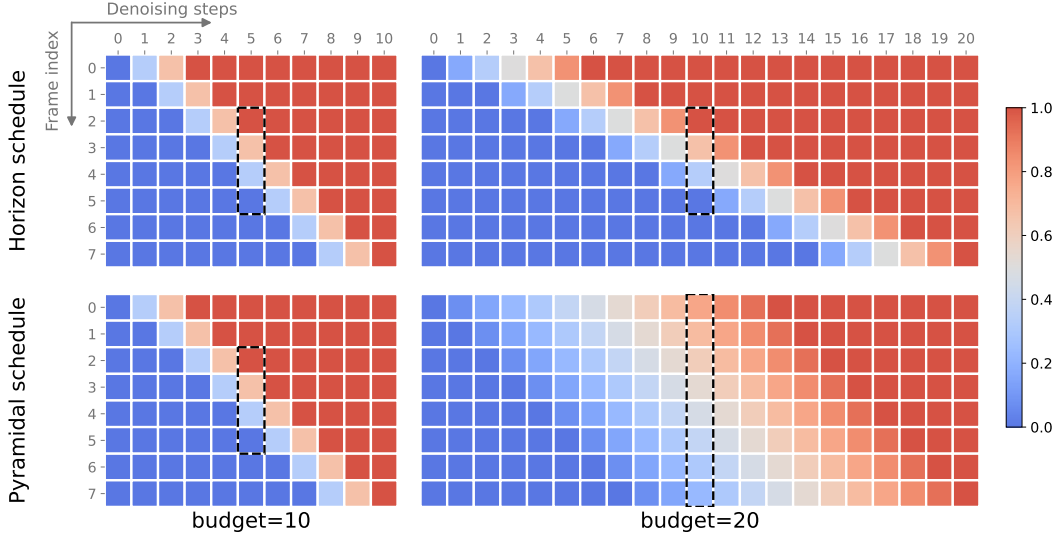 Denoising steps
Frame index
0 1 2 3 4 5 6 7 8 9 10
0 1 2 3 4 5 6 7 8 9 10 11 12 13 14 15 16 17 18 19 20
Horizon schedule
0
1
2
3
4
5
6
7
1.0
0.8
0.6
0.4
0.2
0.0
Pyramidal schedule
0
1
2
3
4
5
6
7
budget=10
budget=20